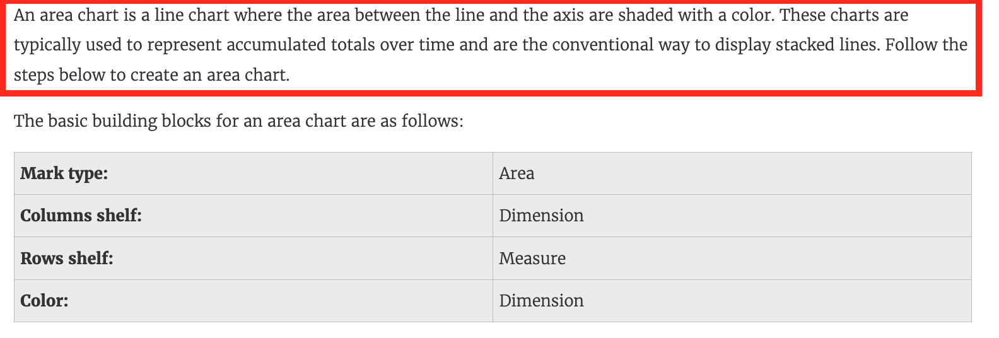 An area chart is a line chart where the area between the line and the axis are shaded with a color. These charts are
typically used to represent accumulated totals over time and are the conventional way to display stacked lines. Follow the
steps below to create an area chart.
The basic building blocks for an area chart are as follows:
Mark type: Area
Columns shelf: Dimension
Rows shelf: Measure
Color: Dimension